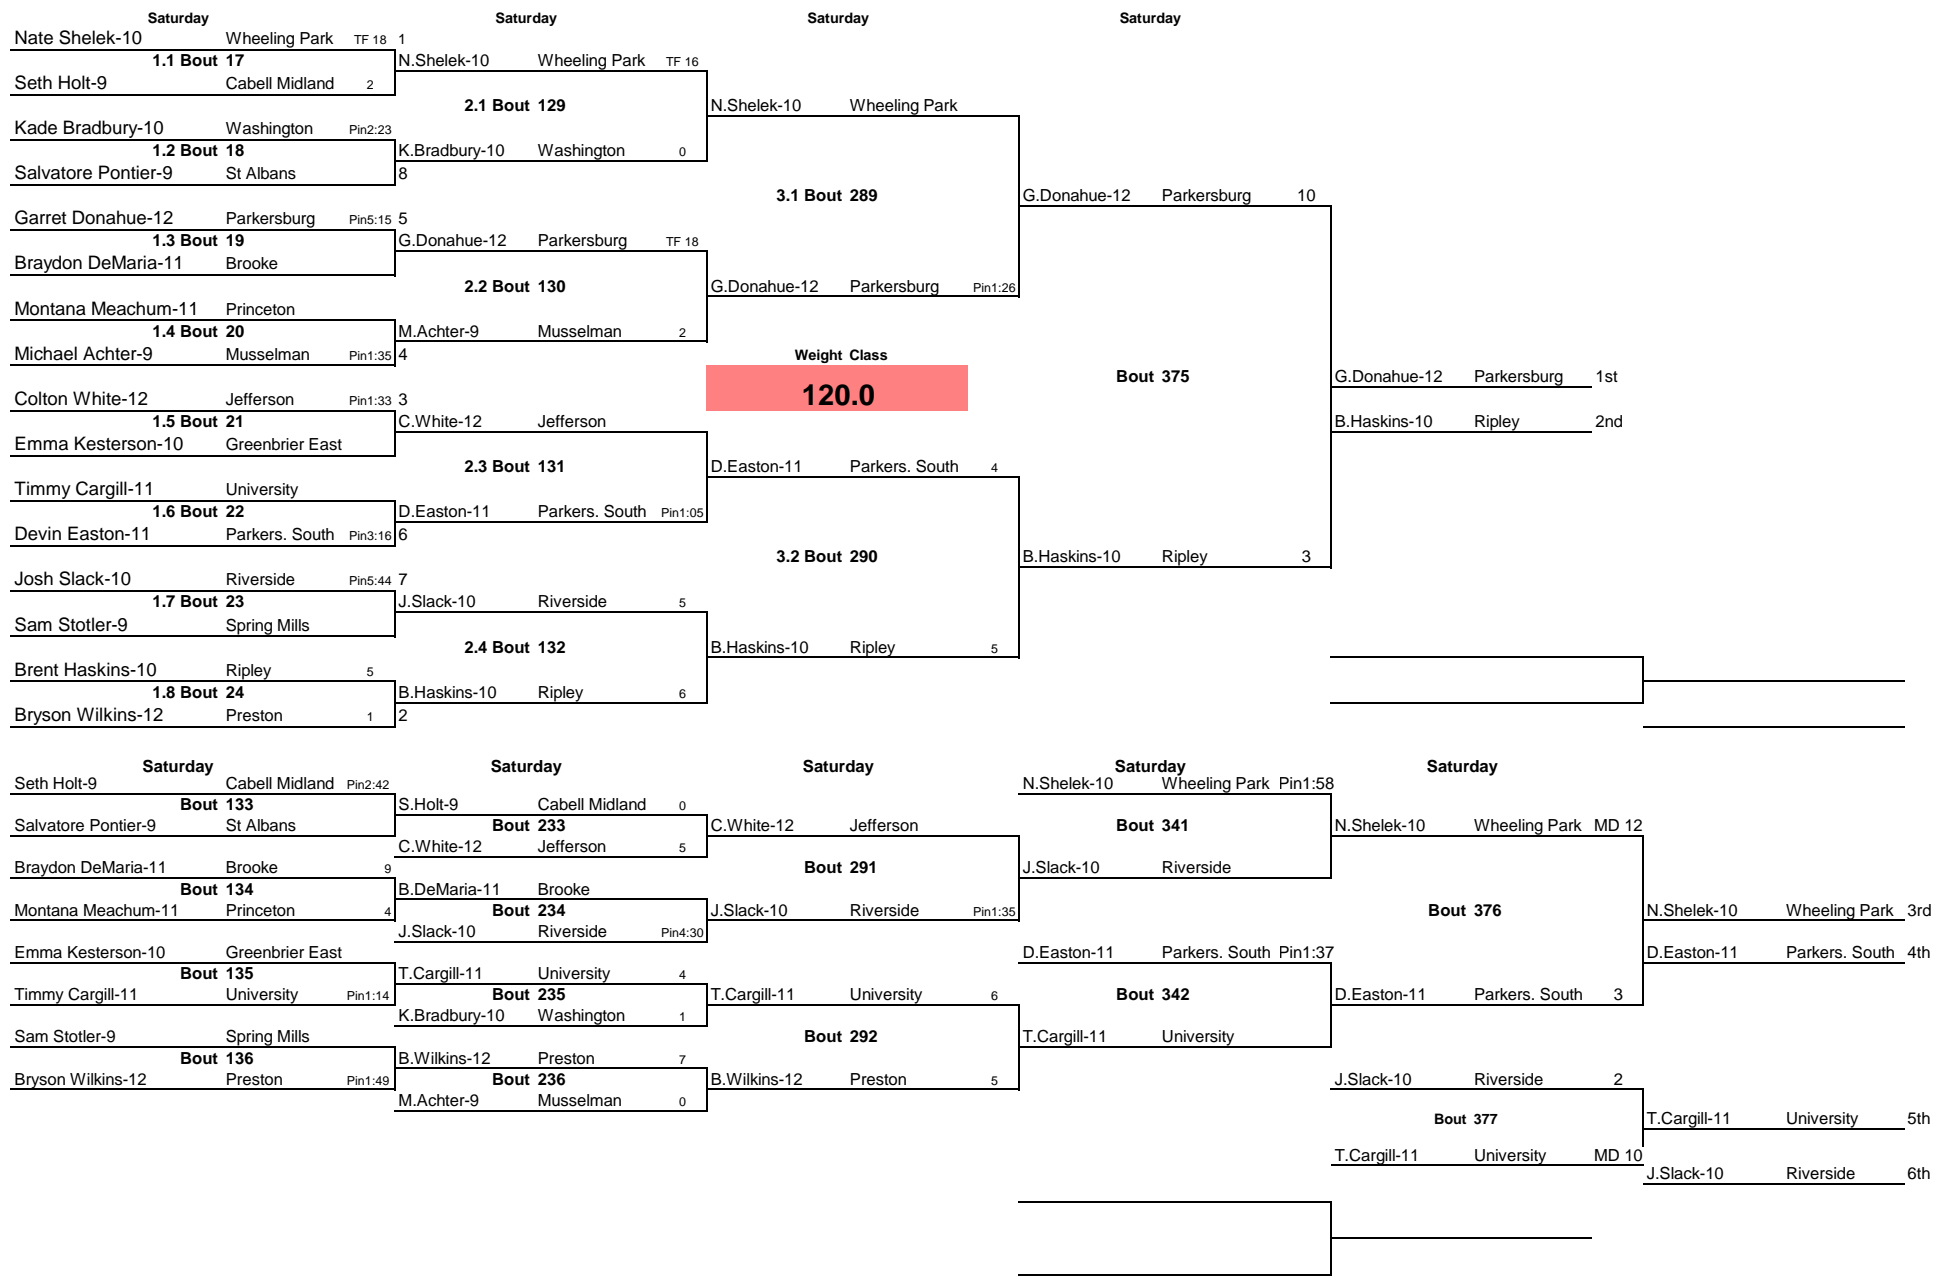 Saturday Saturday Saturday Saturday
Nate Shelek-10 Wheeling Park TF 18 1
1.1 Bout 17 N.Shelek-10 Wheeling Park TF 16
Seth Holt-9 Cabell Midland 2
2.1 Bout 129 N.Shelek-10 Wheeling Park
Kade Bradbury-10 Washington Pin2:23
1.2 Bout 18 K.Bradbury-10 Washington 0
Salvatore Pontier-9 St Albans 8
3.1 Bout 289 G.Donahue-12 Parkersburg 10
Garret Donahue-12 Parkersburg Pin5:15 5
1.3 Bout 19 G.Donahue-12 Parkersburg TF 18
Braydon DeMaria-11 Brooke
2.2 Bout 130 G.Donahue-12 Parkersburg Pin1:26
Montana Meachum-11 Princeton
1.4 Bout 20 M.Achter-9 Musselman 2
Michael Achter-9 Musselman Pin1:35 4 Weight Class
Bout 375 G.Donahue-12 Parkersburg 1st
Colton White-12 Jefferson Pin1:33 3 120.0
1.5 Bout 21 C.White-12 Jefferson B.Haskins-10 Ripley 2nd
Emma Kesterson-10 Greenbrier East
2.3 Bout 131 D.Easton-11 Parkers. South 4
Timmy Cargill-11 University
1.6 Bout 22 D.Easton-11 Parkers. South Pin1:05
Devin Easton-11 Parkers. South Pin3:16 6
3.2 Bout 290 B.Haskins-10 Ripley 3
Josh Slack-10 Riverside Pin5:44 7
1.7 Bout 23 J.Slack-10 Riverside 5
Sam Stotler-9 Spring Mills
2.4 Bout 132 B.Haskins-10 Ripley 5
Brent Haskins-10 Ripley 5
1.8 Bout 24 B.Haskins-10 Ripley 6
Bryson Wilkins-12 Preston 1 2
Saturday Saturday Saturday Saturday Saturday
Seth Holt-9 Cabell Midland Pin2:42 N.Shelek-10 Wheeling Park Pin1:58
Bout 133 S.Holt-9 Cabell Midland 0
Salvatore Pontier-9 St Albans Bout 233 C.White-12 Jefferson Bout 341 N.Shelek-10 Wheeling Park MD 12
C.White-12 Jefferson 5
Braydon DeMaria-11 Brooke 9 Bout 291 J.Slack-10 Riverside
Bout 134 B.DeMaria-11 Brooke
Montana Meachum-11 Princeton 4 Bout 234 J.Slack-10 Riverside Pin1:35 Bout 376 N.Shelek-10 Wheeling Park 3rd
J.Slack-10 Riverside Pin4:30
Emma Kesterson-10 Greenbrier East D.Easton-11 Parkers. South Pin1:37 D.Easton-11 Parkers. South 4th
Bout 135 T.Cargill-11 University 4
Timmy Cargill-11 University Pin1:14 Bout 235 T.Cargill-11 University 6 Bout 342 D.Easton-11 Parkers. South 3
K.Bradbury-10 Washington 1
Sam Stotler-9 Spring Mills Bout 292 T.Cargill-11 University
Bout 136 B.Wilkins-12 Preston 7
Bryson Wilkins-12 Preston Pin1:49 Bout 236 B.Wilkins-12 Preston 5 J.Slack-10 Riverside 2
M.Achter-9 Musselman 0
Bout 377 T.Cargill-11 University 5th
T.Cargill-11 University MD 10
J.Slack-10 Riverside 6th